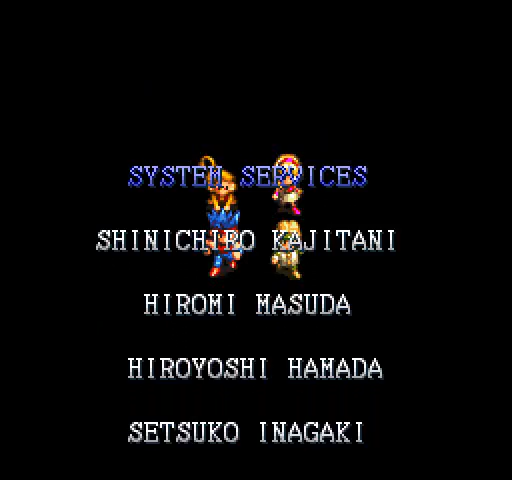 SYSTEM SERVICES
SHINICHIRO KAJITANI
HIROMI MASUDA
HIROYOSHI HAMADA
SETSUKO INAGAKI